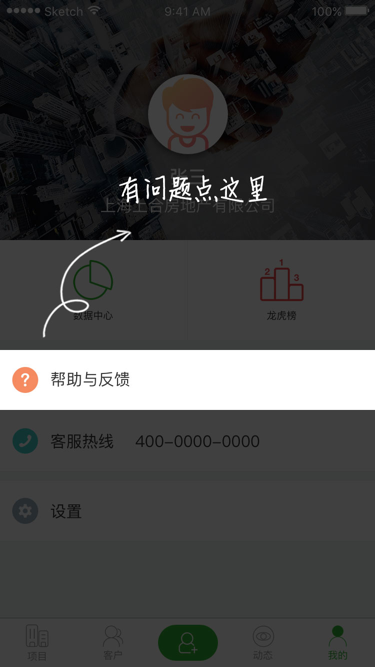 Sketch 9:41 AM 100%
张三
有问题点这里
上海上合房地产有限公司
数据中心 龙虎榜
1
2
3
? 帮助与反馈
客服热线 400-0000-0000
设置
项目 客户 动态 我的